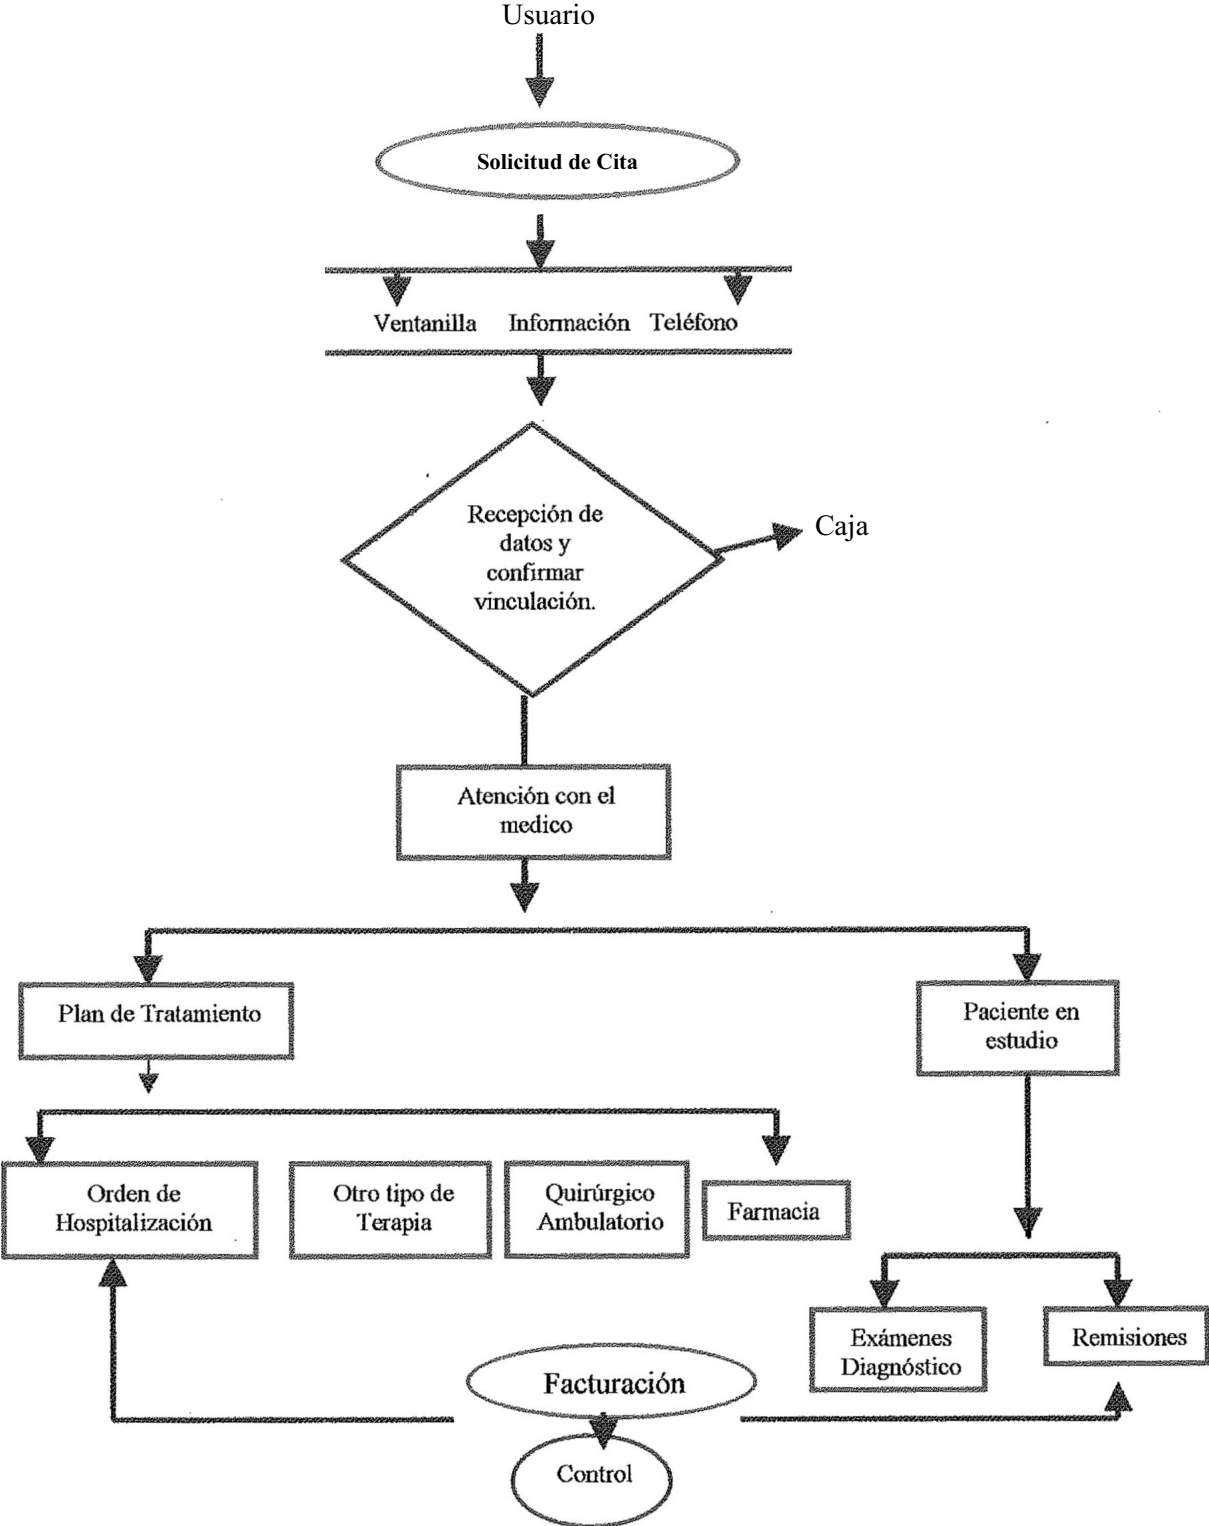 Usuario
Solicitud de Cita
Ventanilla Información Teléfono
Recepción de
datos y
confirmar
vinculación.
Caja
Atención con el
medico
Plan de Tratamiento
Paciente en
estudio
Orden de
Hospitalización
Otro tipo de
Terapia
Quirúrgico
Ambulatorio
Farmacia
Exámenes
Diagnóstico
Remisiones
Facturación
Control